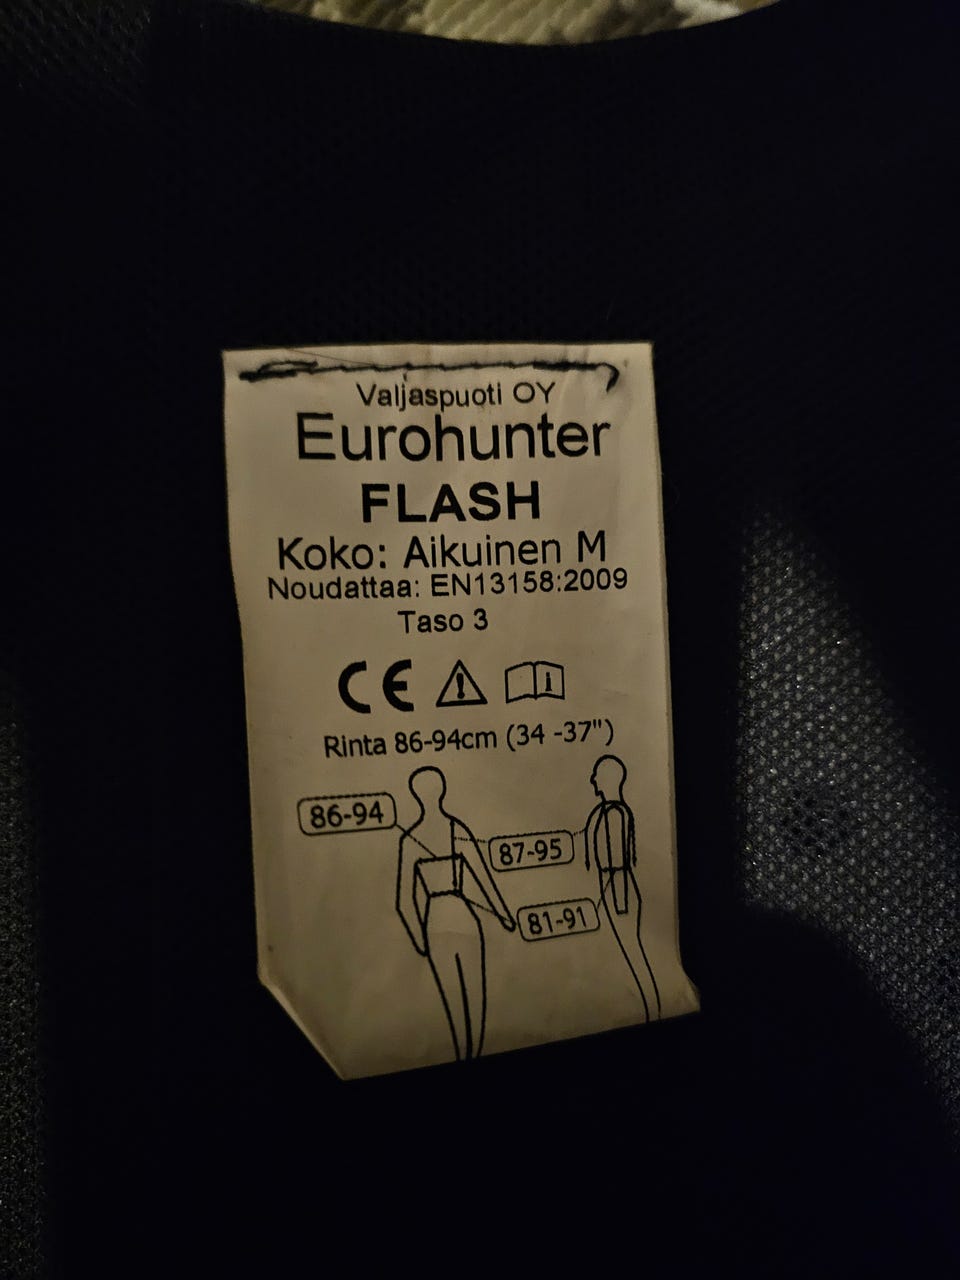 Valjaspuoti OY
Eurohunter
FLASH
Koko: Aikuinen M
Noudattaa: EN13158:2009
Taso 3
CE
Rinta 86-94cm (34 -37")
86-94
87-95
81-91